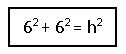 6² + 6² = h²